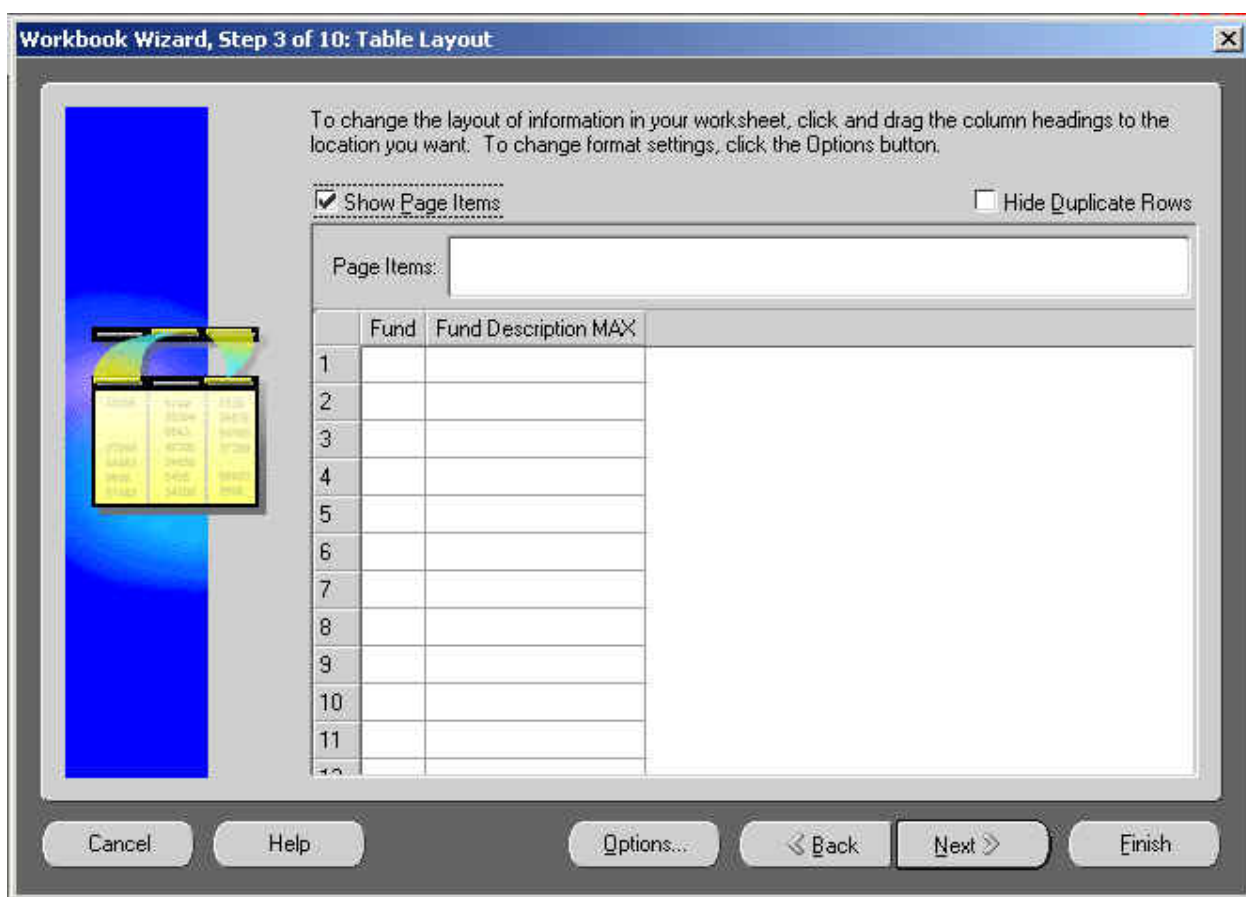 Workbook Wizard, Step 3 of 10: Table Layout
To change the layout of information in your worksheet, click and drag the column headings to the
location you want. To change format settings, click the Options button.
Show Page Items
Hide Duplicate Rows
Page Items:
Fund Fund Description MAX
1
2
3
4
5
6
7
8
9
10
11
12
Cancel Help Options... Back Next Finish